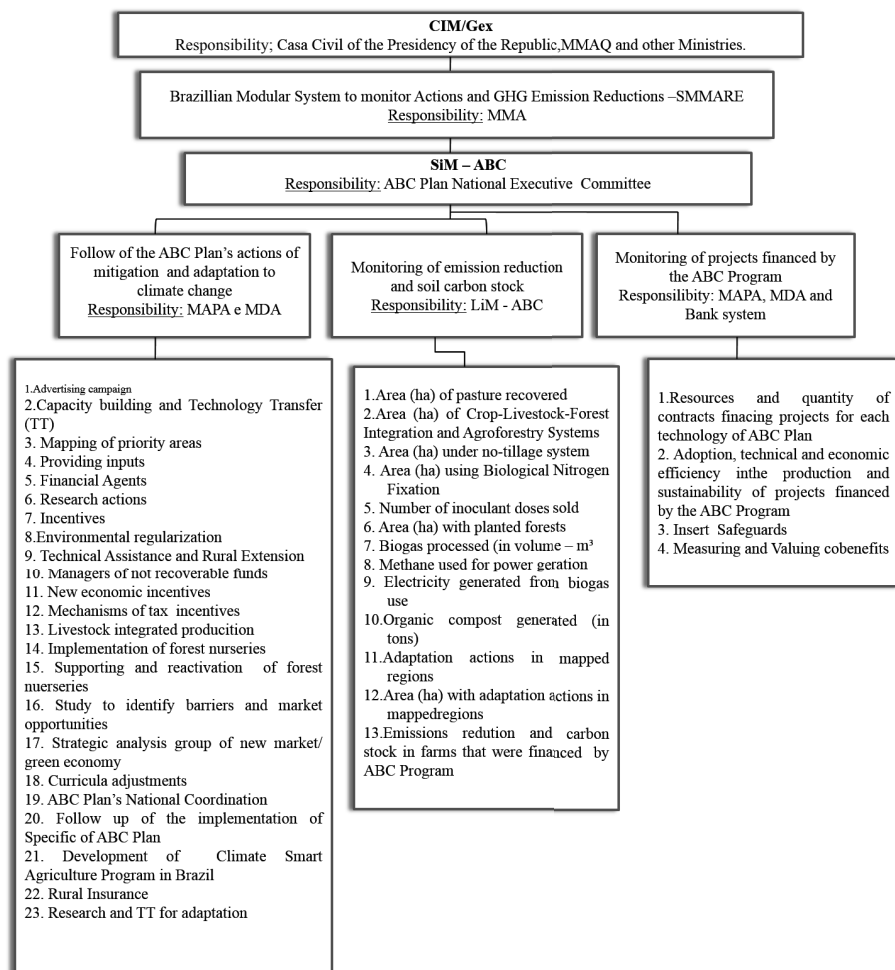 CIM/Gex
Responsibility; Casa Civil of the Presidency of the Republic,MMAQ and other Ministries.
Brazillian Modular System to monitor Actions and GHG Emission Reductions –SMMARE
Responsibility: MMA
SiM – ABC
Responsibility: ABC Plan National Executive Committee
Follow of the ABC Plan's actions of
mitigation and adaptation to
climate change
Responsibility: MAPA e MDA
Monitoring of emission reduction
and soil carbon stock
Responsibility: LiM - ABC
Monitoring of projects financed by
the ABC Program
Responsilibity: MAPA, MDA and
Bank system
1.Advertising campaign
2.Capacity building and Technology Transfer
(TT)
3. Mapping of priority areas
4. Providing inputs
5. Financial Agents
6. Research actions
7. Incentives
8.Environmental regularization
9. Technical Assistance and Rural Extension
10. Managers of not recoverable funds
11. New economic incentives
12. Mechanisms of tax incentives
13. Livestock integrated producition
14. Implementation of forest nurseries
15. Supporting and reactivation of forest
nuerseries
16. Study to identify barriers and market
opportunities
17. Strategic analysis group of new market/
green economy
18. Curricula adjustments
19. ABC Plan's National Coordination
20. Follow up of the implementation of
Specific of ABC Plan
21. Development of Climate Smart
Agriculture Program in Brazil
22. Rural Insurance
23. Research and TT for adaptation
1.Area (ha) of pasture recovered
2.Area (ha) of Crop-Livestock-Forest
Integration and Agroforestry Systems
3. Area (ha) under no-tillage system
4. Area (ha) using Biological Nitrogen
Fixation
5. Number of inoculant doses sold
6. Area (ha) with planted forests
7. Biogas processed (in volume – m³
8. Methane used for power geration
9. Electricity generated from biogas
use
10.Organic compost generated (in
tons)
11.Adaptation actions in mapped
regions
12.Area (ha) with adaptation actions in
mappedregions
13.Emissions redution and carbon
stock in farms that were financed by
ABC Program
1.Resources and quantity of
contracts finacing projects for each
technology of ABC Plan
2. Adoption, technical and economic
efficiency inthe production and
sustainability of projects financed
by the ABC Program
3. Insert Safeguards
4. Measuring and Valuing cobenefits